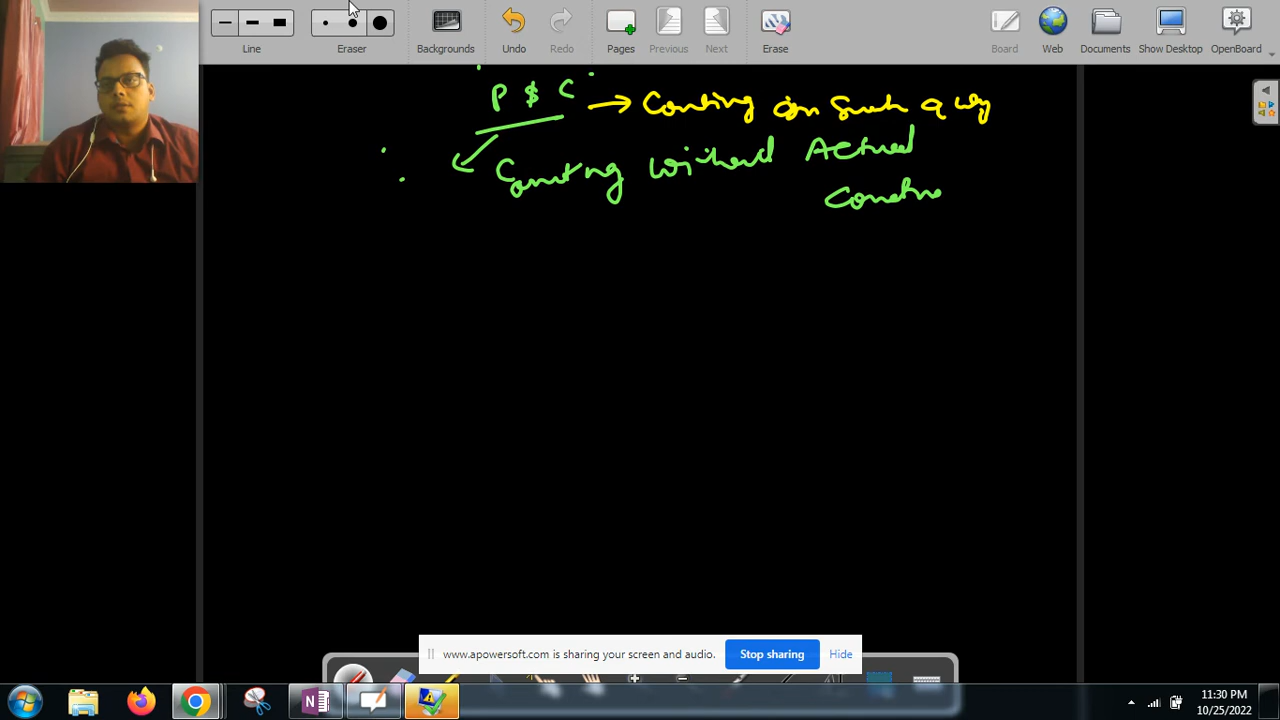 Line
Eraser
Backgrounds
Undo
Redo
Pages
Previous
Next
Erase
Board
Web
Documents
Show Desktop
OpenBoard
P & C → Conting in Such a way
Counting Without Actual
www.apowersoft.com is sharing your screen and audio.
Stop sharing
Hide
N
11:30 PM
10/25/2022